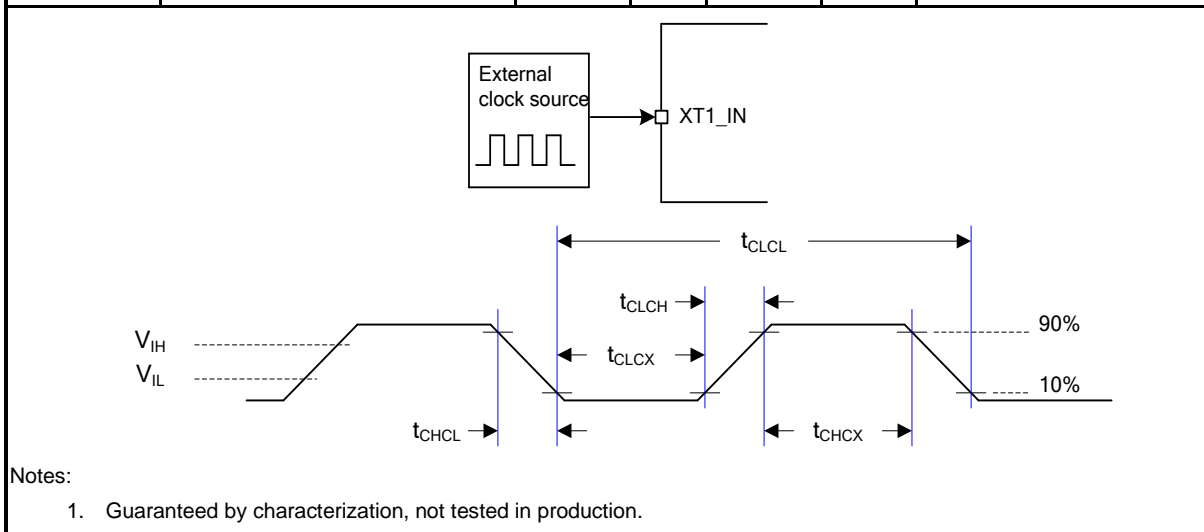 External
clock source
XT1_IN
tCLCL
tCLCH
90%
VIH
tCLCX
VIL
10%
tCHCL
tCHCX
Notes:
1. Guaranteed by characterization, not tested in production.